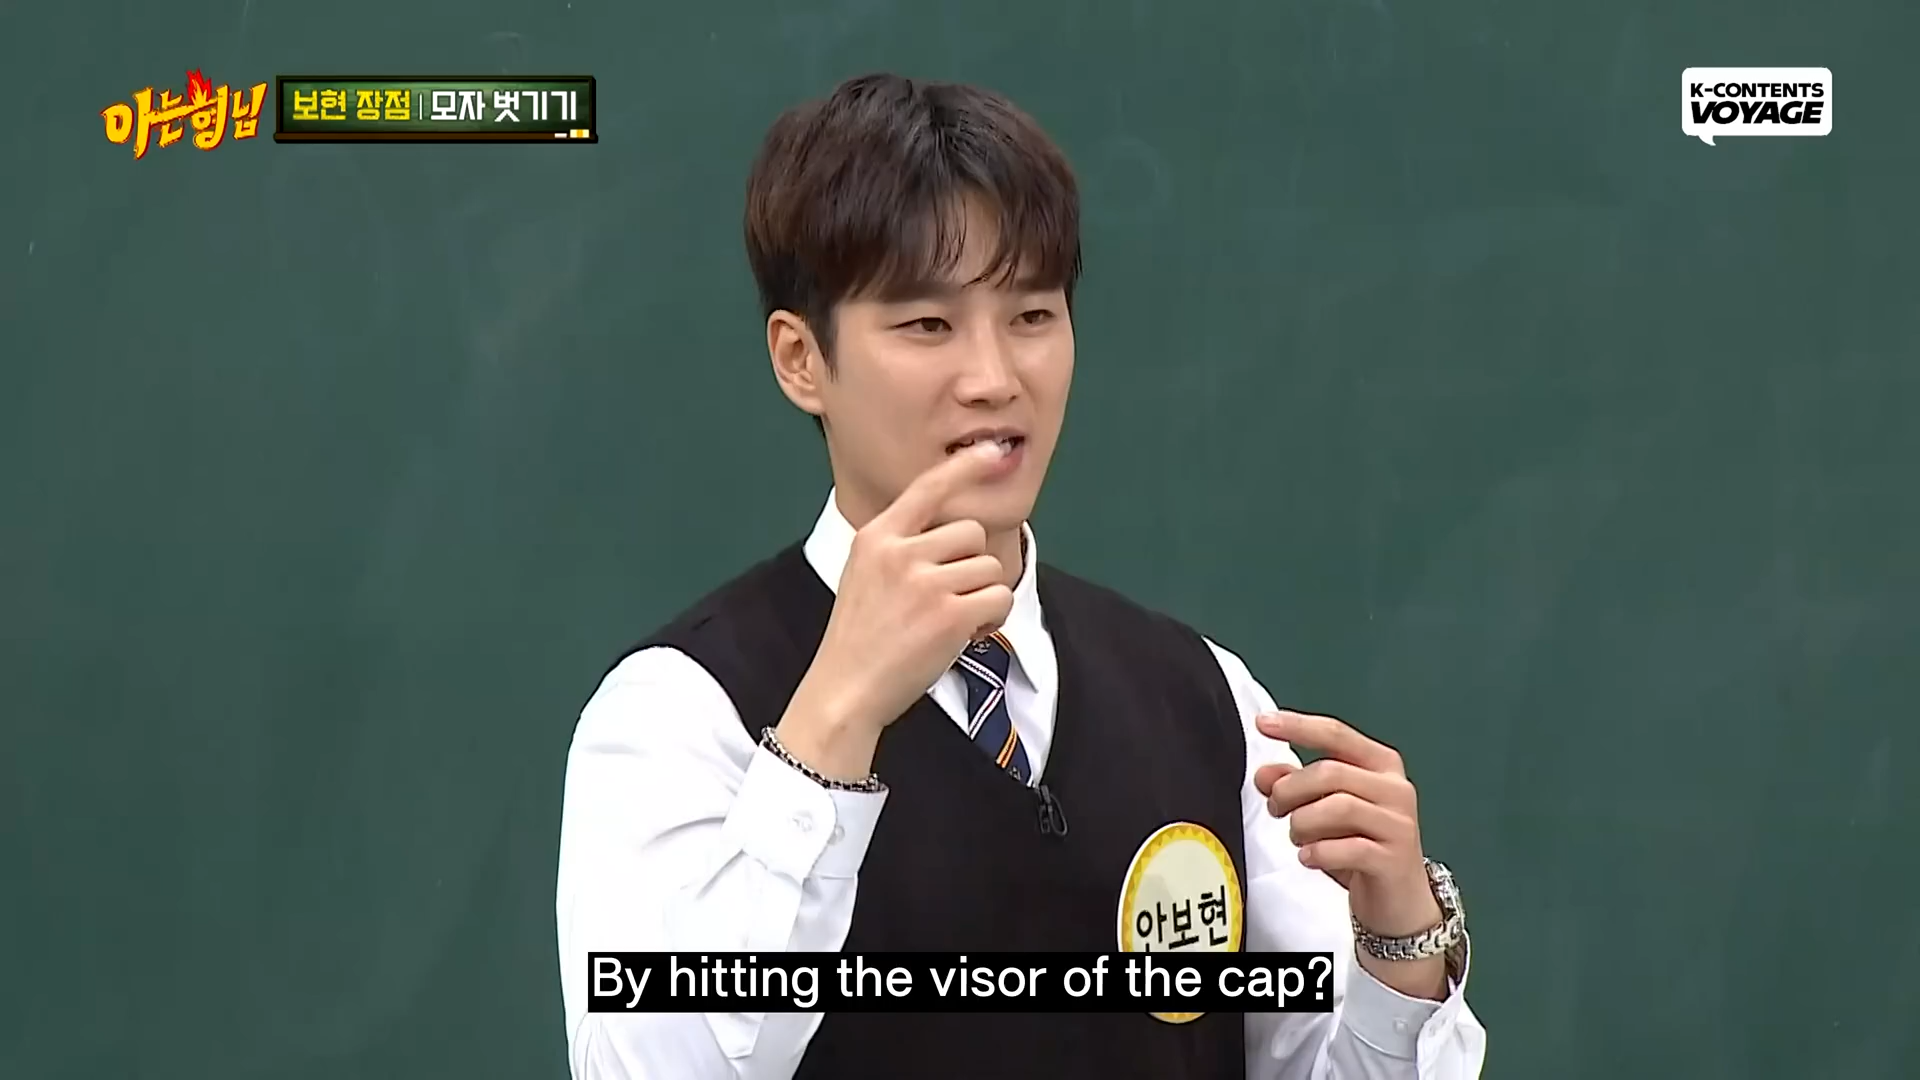 아는형님
보현 장점 | 모자 벗기기
K-CONTENTS
VOYAGE
안보현
By hitting the visor of the cap?